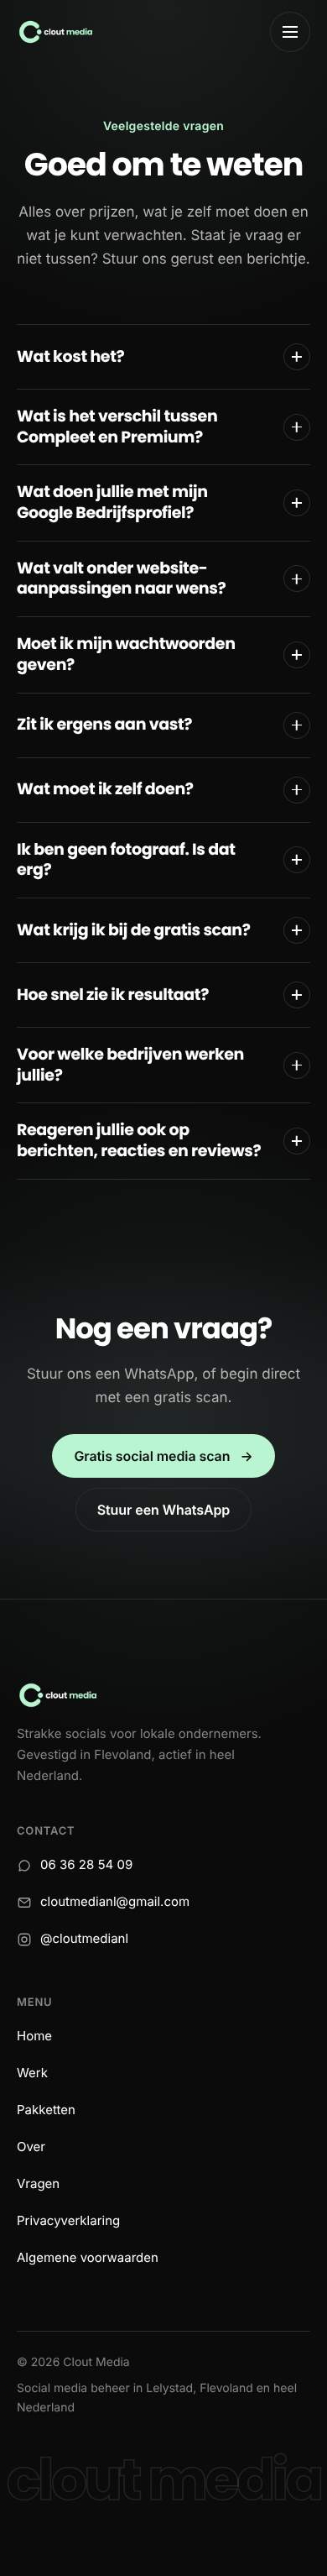 clout media
Veelgestelde vragen
Goed om te weten
Alles over prijzen, wat je zelf moet doen en
wat je kunt verwachten. Staat je vraag er
niet tussen? Stuur ons gerust een berichtje.
Wat kost het?
Wat is het verschil tussen
Compleet en Premium?
Wat doen jullie met mijn
Google Bedrijfsprofiel?
Wat valt onder website-
aanpassingen naar wens?
Moet ik mijn wachtwoorden
geven?
Zit ik ergens aan vast?
Wat moet ik zelf doen?
Ik ben geen fotograaf. Is dat
erg?
Wat krijg ik bij de gratis scan?
Hoe snel zie ik resultaat?
Voor welke bedrijven werken
jullie?
Reageren jullie ook op
berichten, reacties en reviews?
Nog een vraag?
Stuur ons een WhatsApp, of begin direct
met een gratis scan.
Gratis social media scan →
Stuur een WhatsApp
clout media
Strakke socials voor lokale ondernemers.
Gevestigd in Flevoland, actief in heel
Nederland.
CONTACT
06 36 28 54 09
cloutmedianl@gmail.com
@cloutmedianl
MENU
Home
Werk
Pakketten
Over
Vragen
Privacyverklaring
Algemene voorwaarden
© 2026 Clout Media
Social media beheer in Lelystad, Flevoland en heel
Nederland
clout media